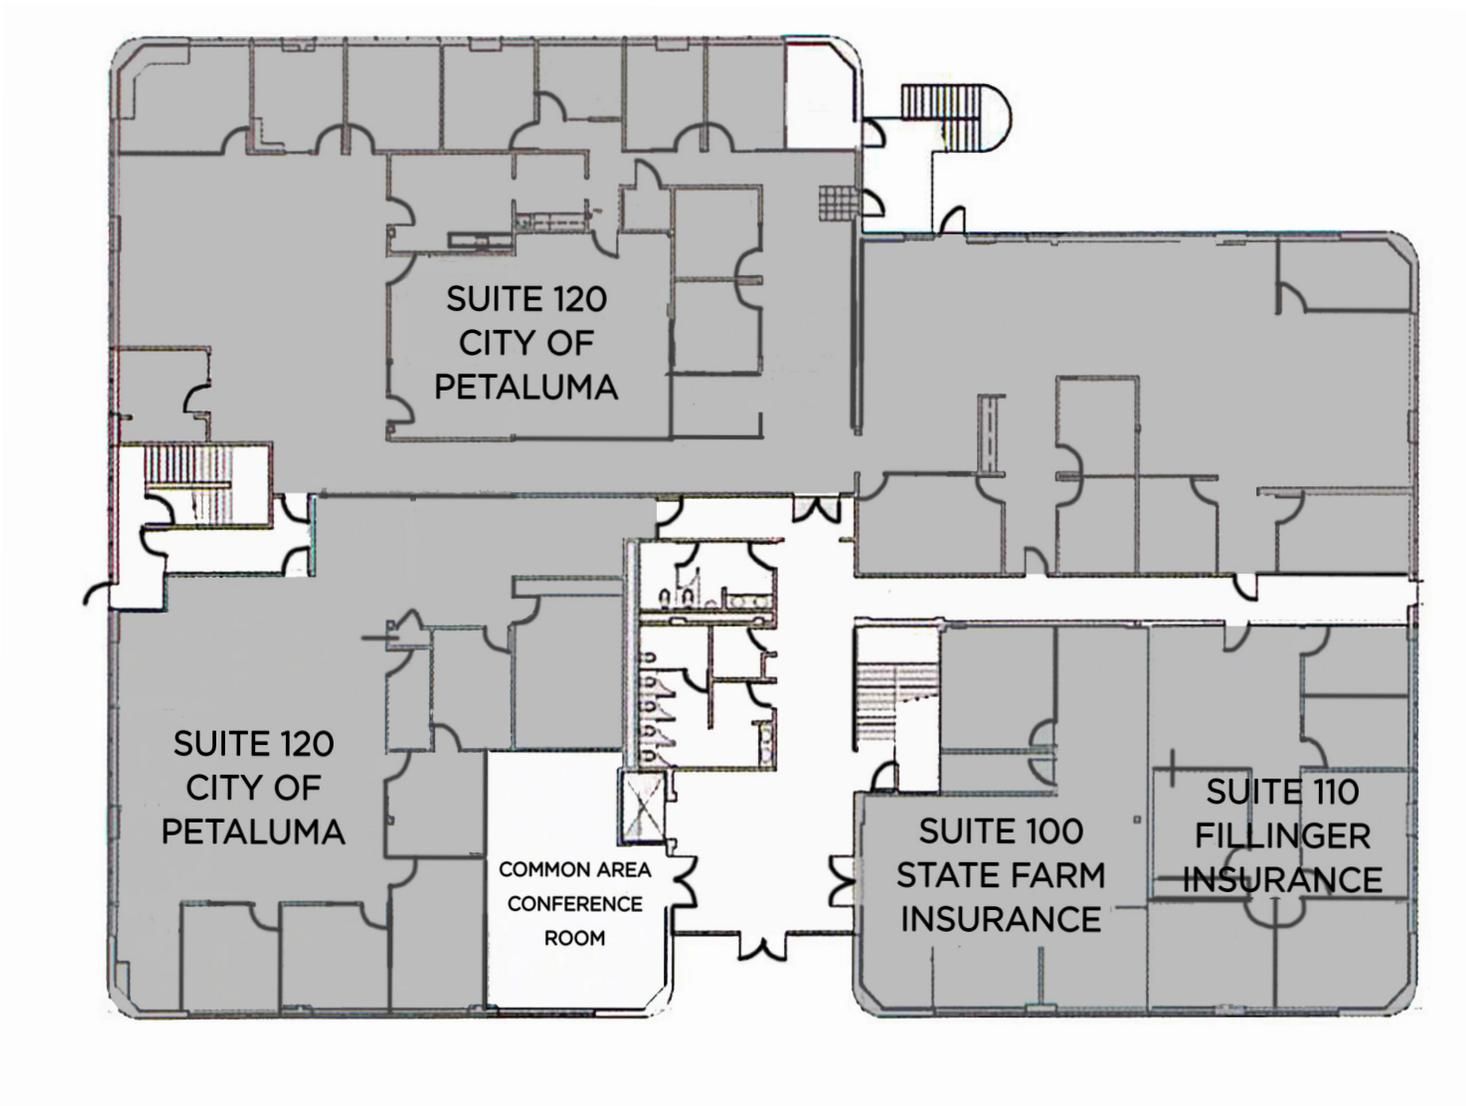 SUITE 120
CITY OF
PETALUMA
SUITE 120
CITY OF
PETALUMA
COMMON AREA
CONFERENCE
ROOM
SUITE 100
STATE FARM
INSURANCE
SUITE 110
FILLINGER
INSURANCE